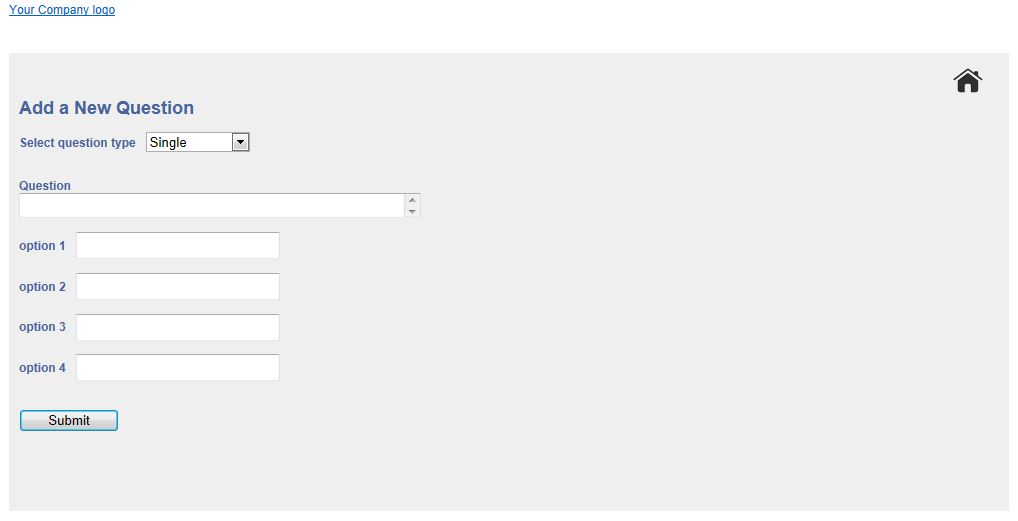 Your Company logo
Add a New Question
Select question type Single
Question
option 1
option 2
option 3
option 4
Submit